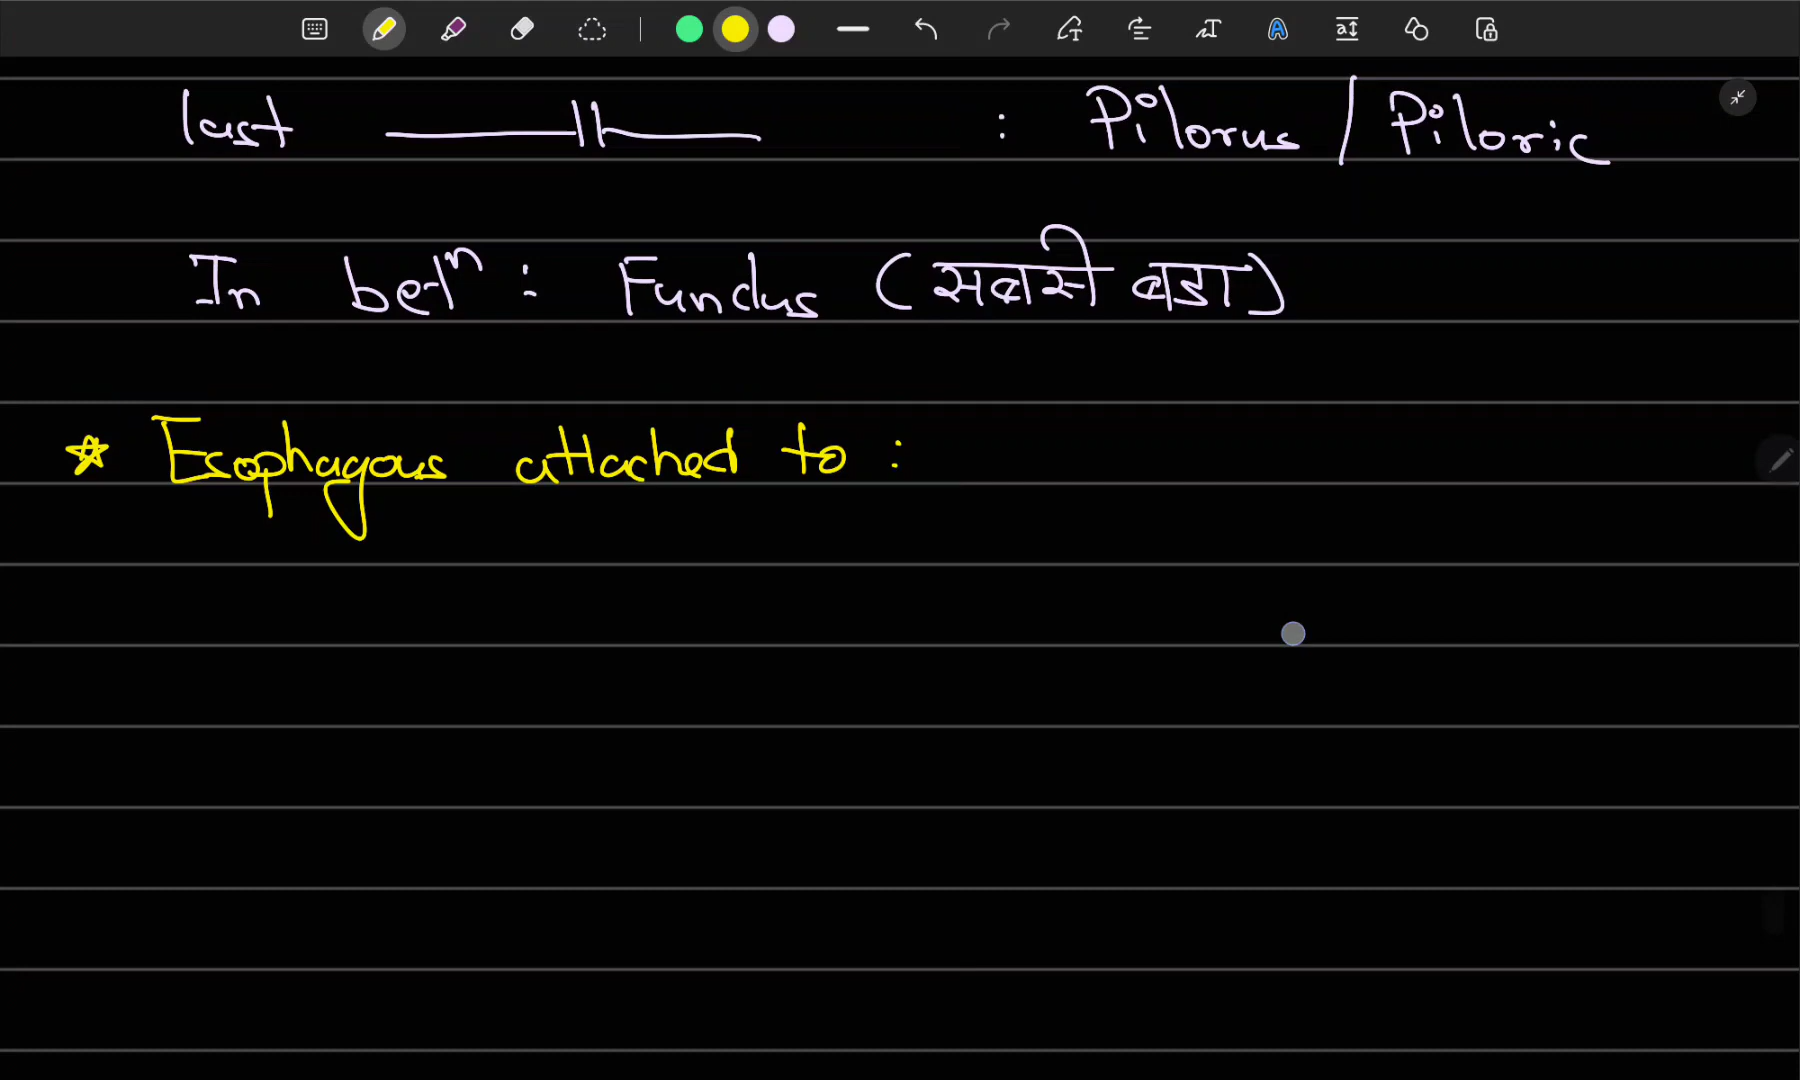 last —— 〃 —— : Pilorus / Piloric
In betⁿ : Fundus (सबसी बडा)
* Esophagous attached to :